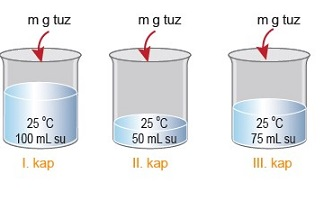 m g tuz
m g tuz
m g tuz
25 °C
100 mL su
25 °C
50 mL su
25 °C
75 mL su
I. kap
II. kap
III. kap